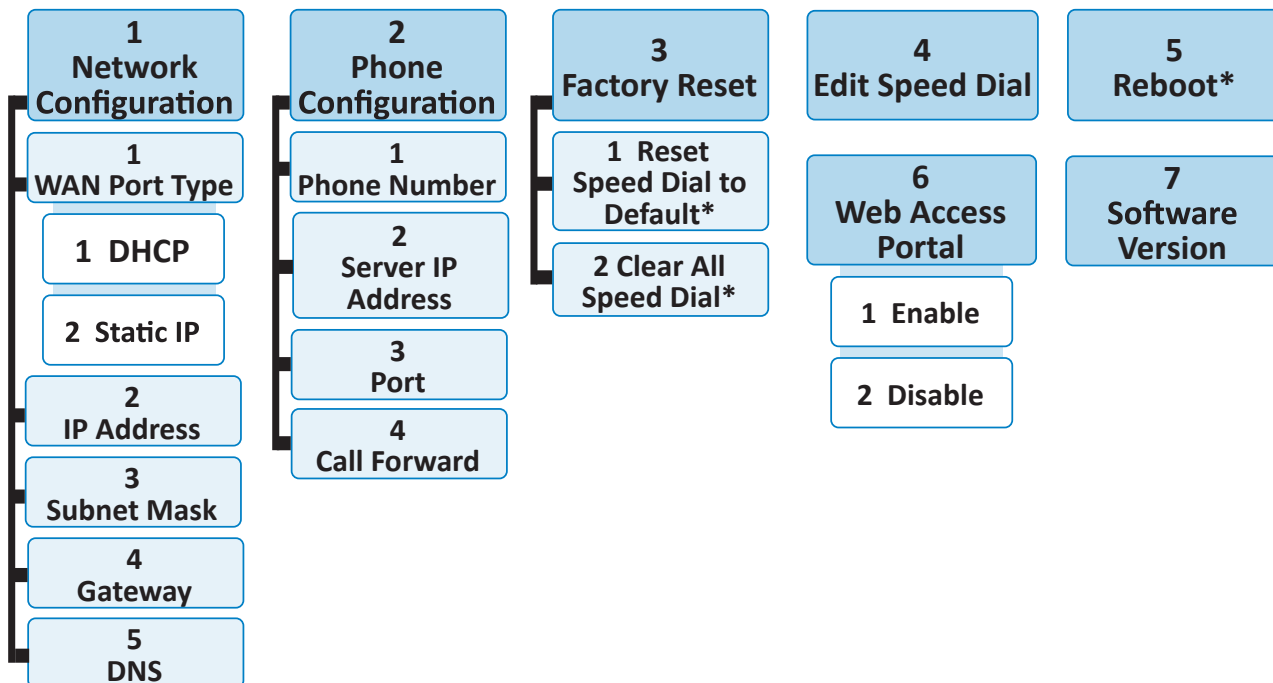 1
Network
Configuration
1
WAN Port Type
1 DHCP
2 Static IP
2
IP Address
3
Subnet Mask
4
Gateway
5
DNS
2
Phone
Configuration
1
Phone Number
2
Server IP
Address
3
Port
4
Call Forward
3
Factory Reset
1 Reset
Speed Dial to
Default*
2 Clear All
Speed Dial*
4
Edit Speed Dial
5
Reboot*
6
Web Access
Portal
1 Enable
2 Disable
7
Software
Version